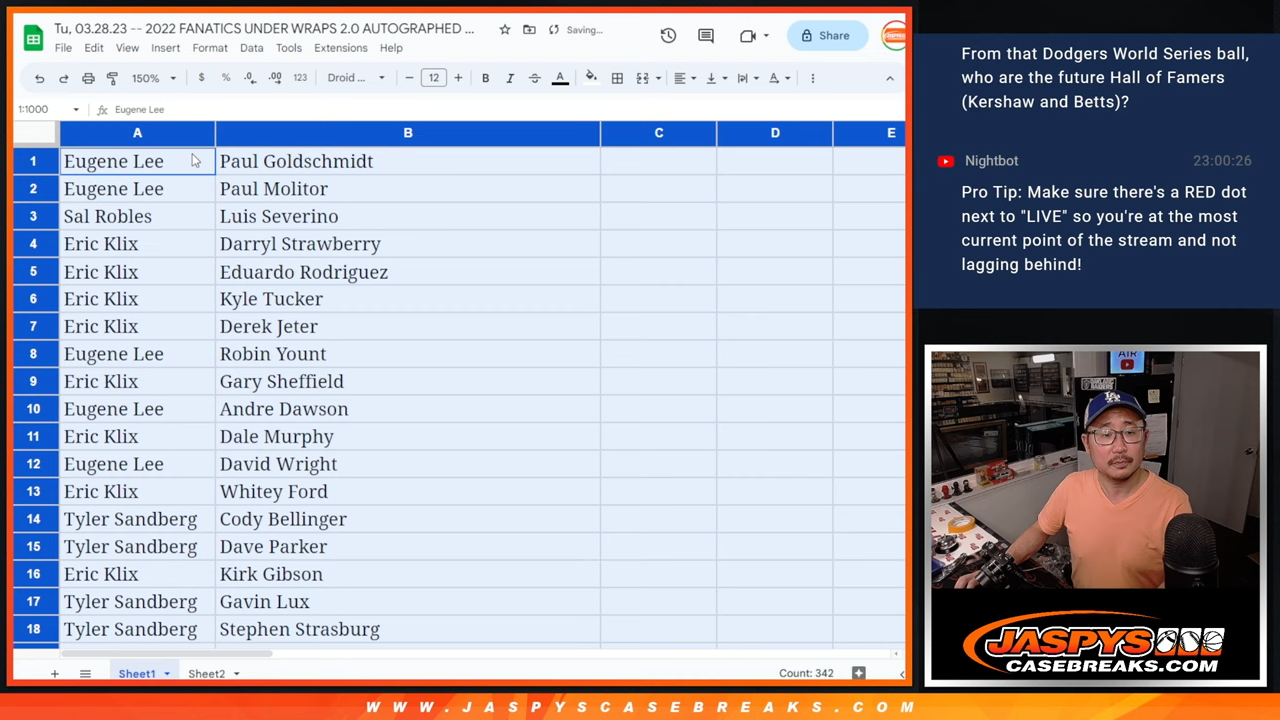 Tu, 03.28.23 -- 2022 FANATICS UNDER WRAPS 2.0 AUTOGRAPHED ...
Saving...
File Edit View Insert Format Data Tools Extensions Help
Share
150% $ % .0 .00 123 Droid ... − 12 + B I S A
1:1000 fx Eugene Lee
A B C D E
1 Eugene Lee Paul Goldschmidt
2 Eugene Lee Paul Molitor
3 Sal Robles Luis Severino
4 Eric Klix Darryl Strawberry
5 Eric Klix Eduardo Rodriguez
6 Eric Klix Kyle Tucker
7 Eric Klix Derek Jeter
8 Eugene Lee Robin Yount
9 Eric Klix Gary Sheffield
10 Eugene Lee Andre Dawson
11 Eric Klix Dale Murphy
12 Eugene Lee David Wright
13 Eric Klix Whitey Ford
14 Tyler Sandberg Cody Bellinger
15 Tyler Sandberg Dave Parker
16 Eric Klix Kirk Gibson
17 Tyler Sandberg Gavin Lux
18 Tyler Sandberg Stephen Strasburg
Sheet1 Sheet2 Count: 342
From that Dodgers World Series ball,
who are the future Hall of Famers
(Kershaw and Betts)?
Nightbot 23:00:26
Pro Tip: Make sure there's a RED dot
next to "LIVE" so you're at the most
current point of the stream and not
lagging behind!
AIR
LA
JASPYS
CASEBREAKS.COM
WWW.JASPYSCASEBREAKS.COM